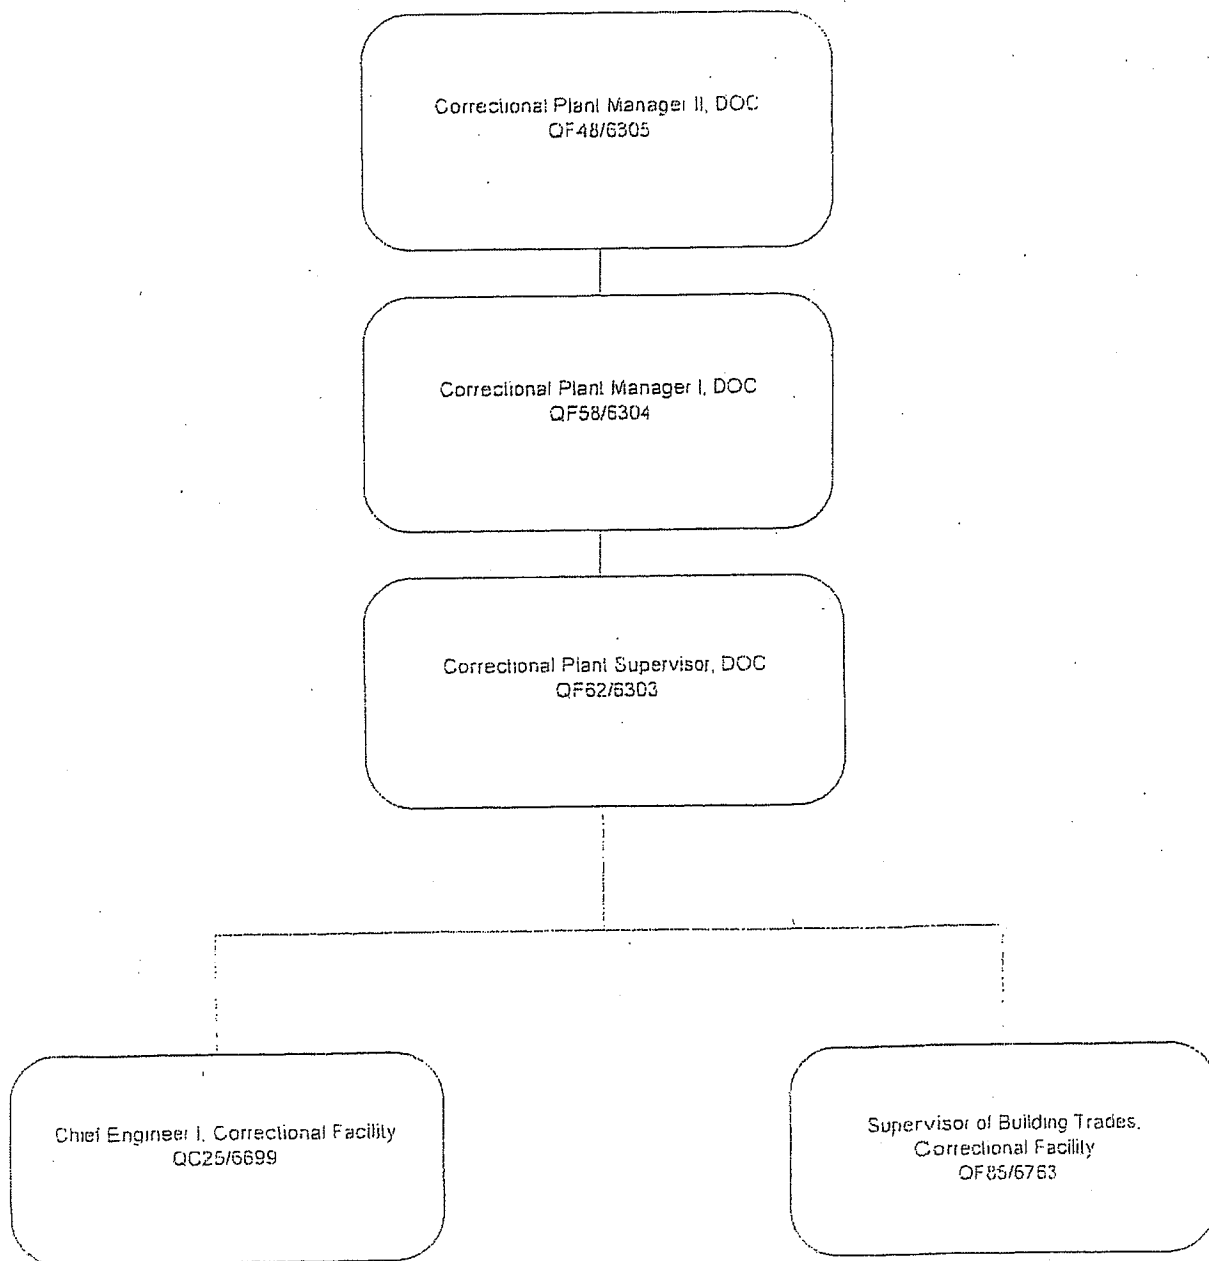 Correctional Plant Manager II, DOC
QF48/6305
Correctional Plant Manager I, DOC
QF58/6304
Correctional Plant Supervisor, DOC
QF62/6303
Chief Engineer I, Correctional Facility
QC25/6699
Supervisor of Building Trades,
Correctional Facility
QF85/6763